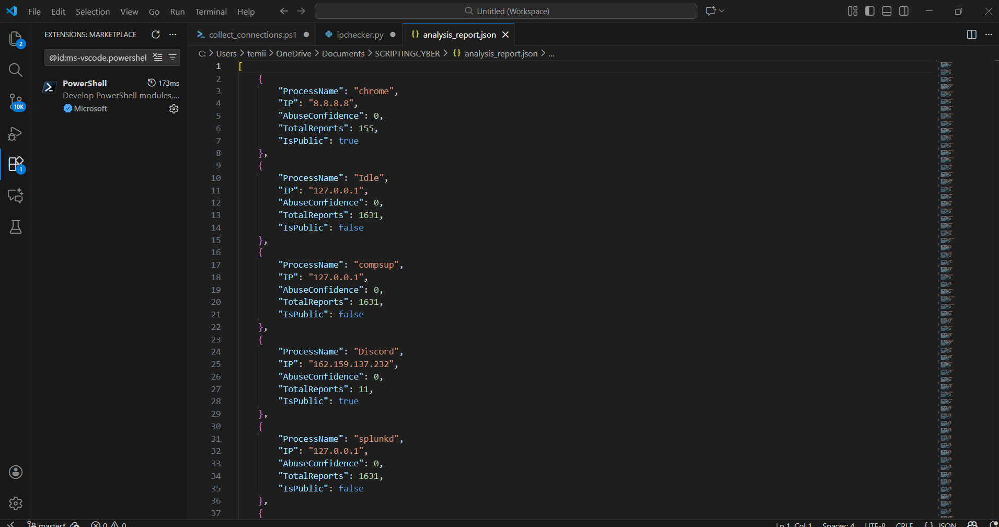 File Edit Selection View Go Run Terminal Help
Untitled (Workspace)
EXTENSIONS: MARKETPLACE
@id:ms-vscode.powershel
PowerShell 173ms
Develop PowerShell modules,...
Microsoft
2
10K
1
collect_connections.ps1
ipchecker.py
{} analysis_report.json
C: > Users > temii > OneDrive > Documents > SCRIPTINGCYBER > {} analysis_report.json > ...
1 [
2 {
3 "ProcessName": "chrome",
4 "IP": "8.8.8.8",
5 "AbuseConfidence": 0,
6 "TotalReports": 155,
7 "IsPublic": true
8 },
9 {
10 "ProcessName": "Idle",
11 "IP": "127.0.0.1",
12 "AbuseConfidence": 0,
13 "TotalReports": 1631,
14 "IsPublic": false
15 },
16 {
17 "ProcessName": "compsup",
18 "IP": "127.0.0.1",
19 "AbuseConfidence": 0,
20 "TotalReports": 1631,
21 "IsPublic": false
22 },
23 {
24 "ProcessName": "Discord",
25 "IP": "162.159.137.232",
26 "AbuseConfidence": 0,
27 "TotalReports": 11,
28 "IsPublic": true
29 },
30 {
31 "ProcessName": "splunkd",
32 "IP": "127.0.0.1",
33 "AbuseConfidence": 0,
34 "TotalReports": 1631,
35 "IsPublic": false
36 },
37 {
master* 0 0
Ln 1, Col 1 Spaces: 4 UTF-8 CRLF {} JSON